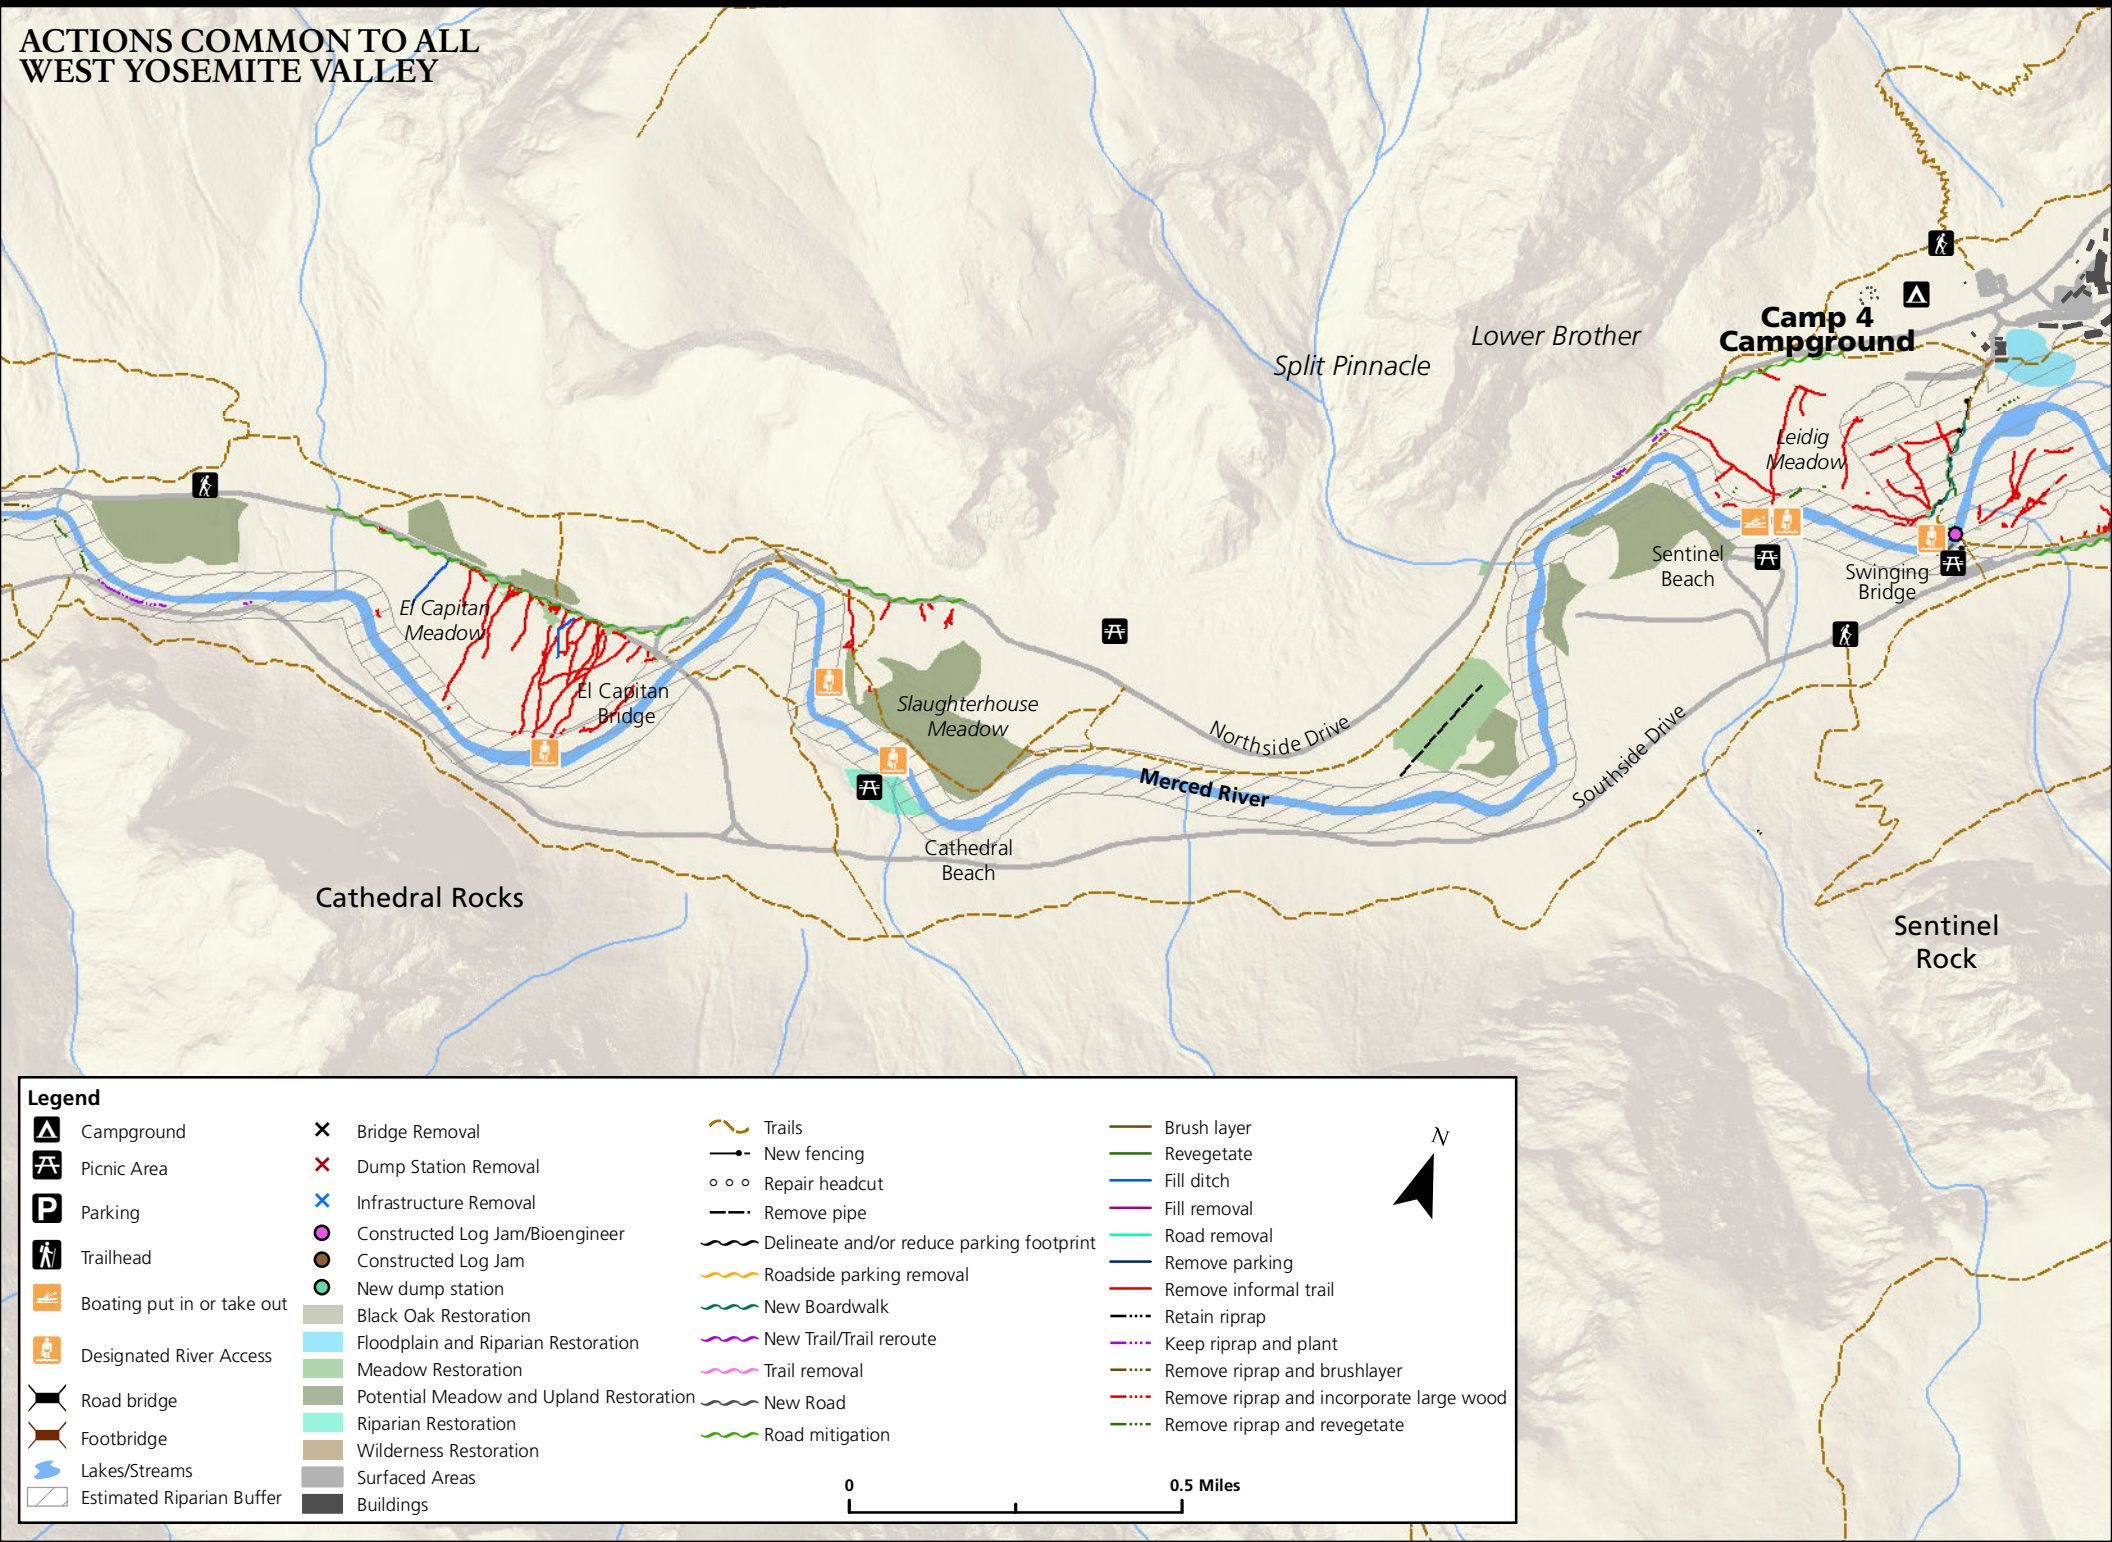 ACTIONS COMMON TO ALL
WEST YOSEMITE VALLEY
Lower Brother
Split Pinnacle
Camp 4
Campground
Leidig
Meadow
Sentinel
Beach
Swinging
Bridge
El Capitan
Meadow
El Capitan
Bridge
Slaughterhouse
Meadow
Northside Drive
Southside Drive
Merced River
Cathedral
Beach
Cathedral Rocks
Sentinel
Rock
Legend
Campground
Picnic Area
P
Parking
Trailhead
Boating put in or take out
Designated River Access
Road bridge
Footbridge
Lakes/Streams
Estimated Riparian Buffer
Bridge Removal
Dump Station Removal
Infrastructure Removal
Constructed Log Jam/Bioengineer
Constructed Log Jam
New dump station
Black Oak Restoration
Floodplain and Riparian Restoration
Meadow Restoration
Potential Meadow and Upland Restoration
Riparian Restoration
Wilderness Restoration
Surfaced Areas
Buildings
Trails
New fencing
Repair headcut
Remove pipe
Delineate and/or reduce parking footprint
Roadside parking removal
New Boardwalk
New Trail/Trail reroute
Trail removal
New Road
Road mitigation
Brush layer
Revegetate
Fill ditch
Fill removal
Road removal
Remove parking
Remove informal trail
Retain riprap
Keep riprap and plant
Remove riprap and brushlayer
Remove riprap and incorporate large wood
Remove riprap and revegetate
N
0 0.5 Miles